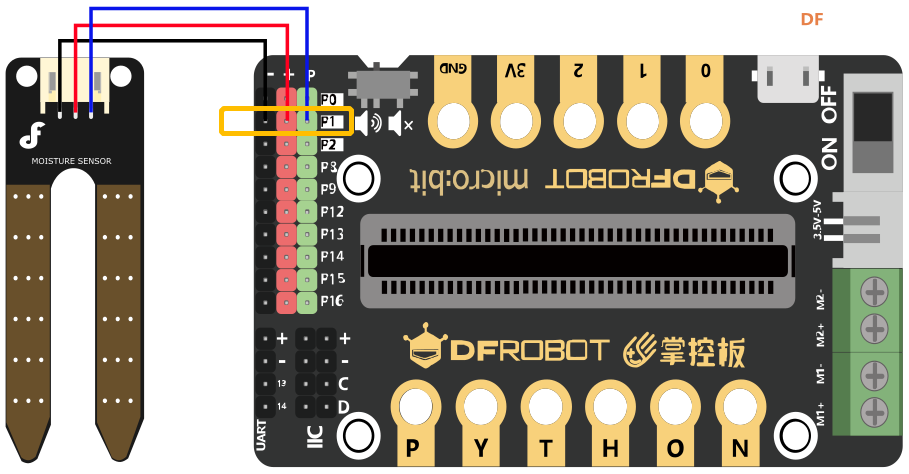 DF
- + P
P0
P1
P2
P8
P9
P12
P13
P14
P15
P16
MOISTURE SENSOR
GND 3V 2 1 0
ON OFF
DFROBOT micro:bit
3.5V-5V
M2-
M2+
M1-
M1+
+ +
- -
13 C
14 D
UART IIC
DFROBOT 掌控板
P Y T H O N